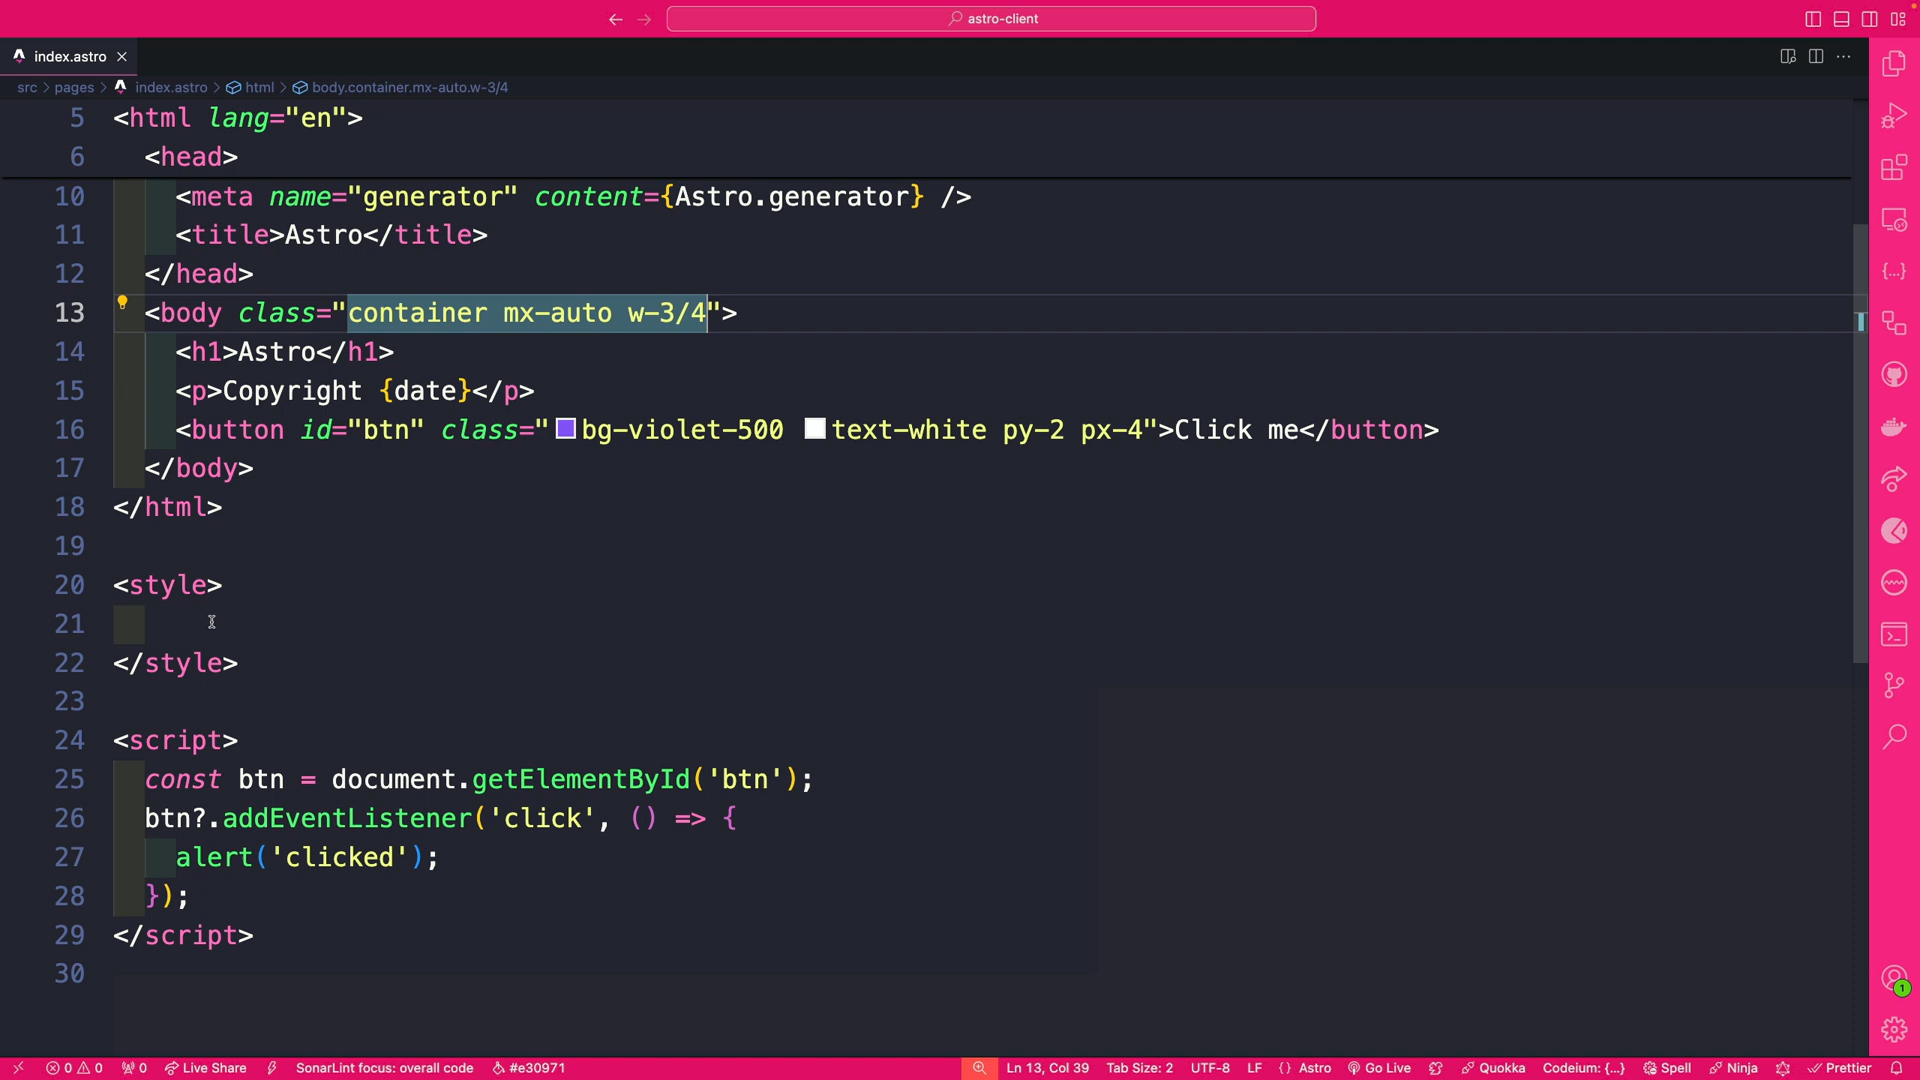 astro-client
index.astro
src > pages > index.astro > html > body.container.mx-auto.w-3/4
5 <html lang="en">
6 <head>
10 <meta name="generator" content={Astro.generator} />
11 <title>Astro</title>
12 </head>
13 <body class="container mx-auto w-3/4">
14 <h1>Astro</h1>
15 <p>Copyright {date}</p>
16 <button id="btn" class="bg-violet-500 text-white py-2 px-4">Click me</button>
17 </body>
18 </html>
19
20 <style>
21
22 </style>
23
24 <script>
25 const btn = document.getElementById('btn');
26 btn?.addEventListener('click', () => {
27 alert('clicked');
28 });
29 </script>
30
1
0 0 0 Live Share SonarLint focus: overall code #e30971 Ln 13, Col 39 Tab Size: 2 UTF-8 LF {} Astro Go Live Quokka Codeium: {...} Spell Ninja Prettier